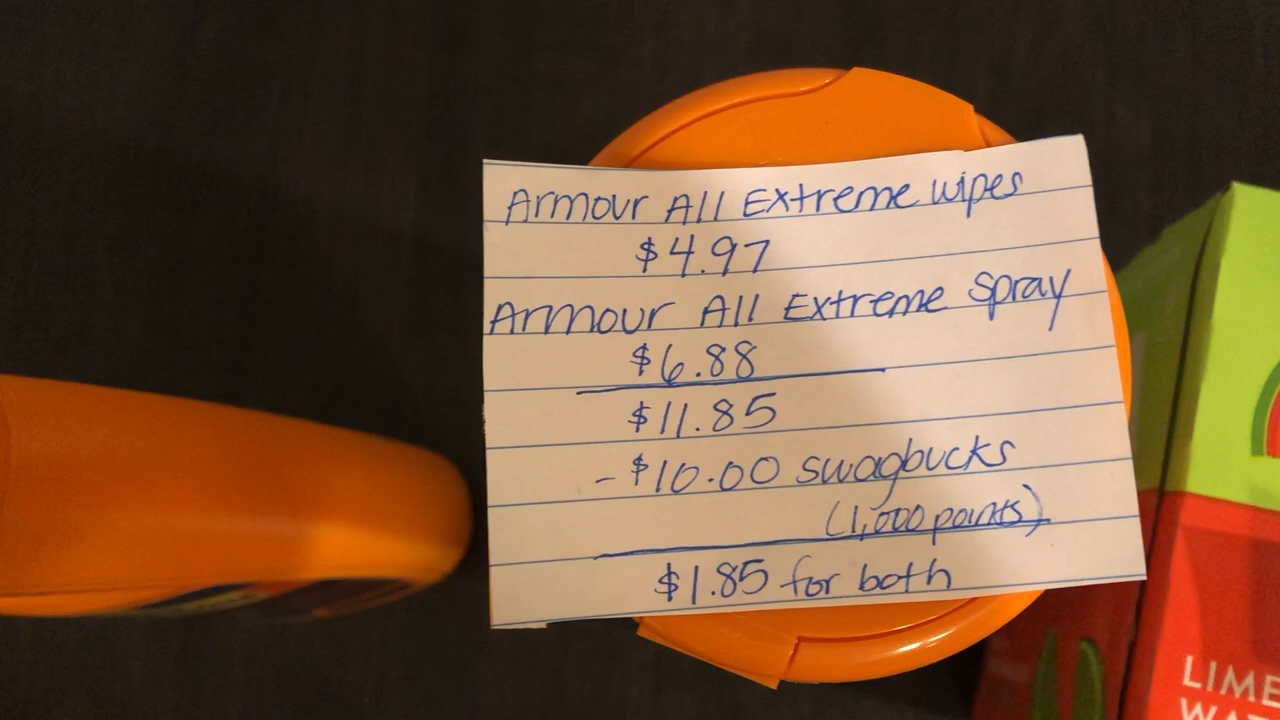 Armour All Extreme wipes
$4.97
Armour All Extreme spray
$6.88
$11.85
- $10.00 swagbucks
(1,000 points)
$1.85 for both
LIME